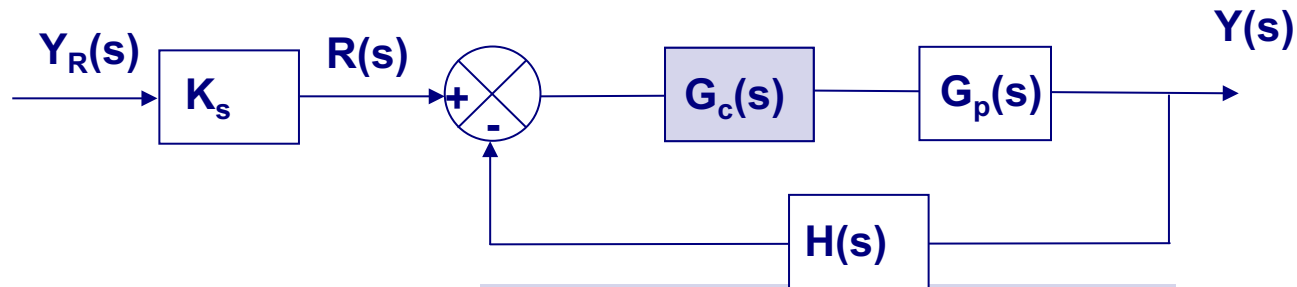 Y(s)
Y_R(s)
R(s)
K_s
+
-
G_c(s)
G_p(s)
H(s)